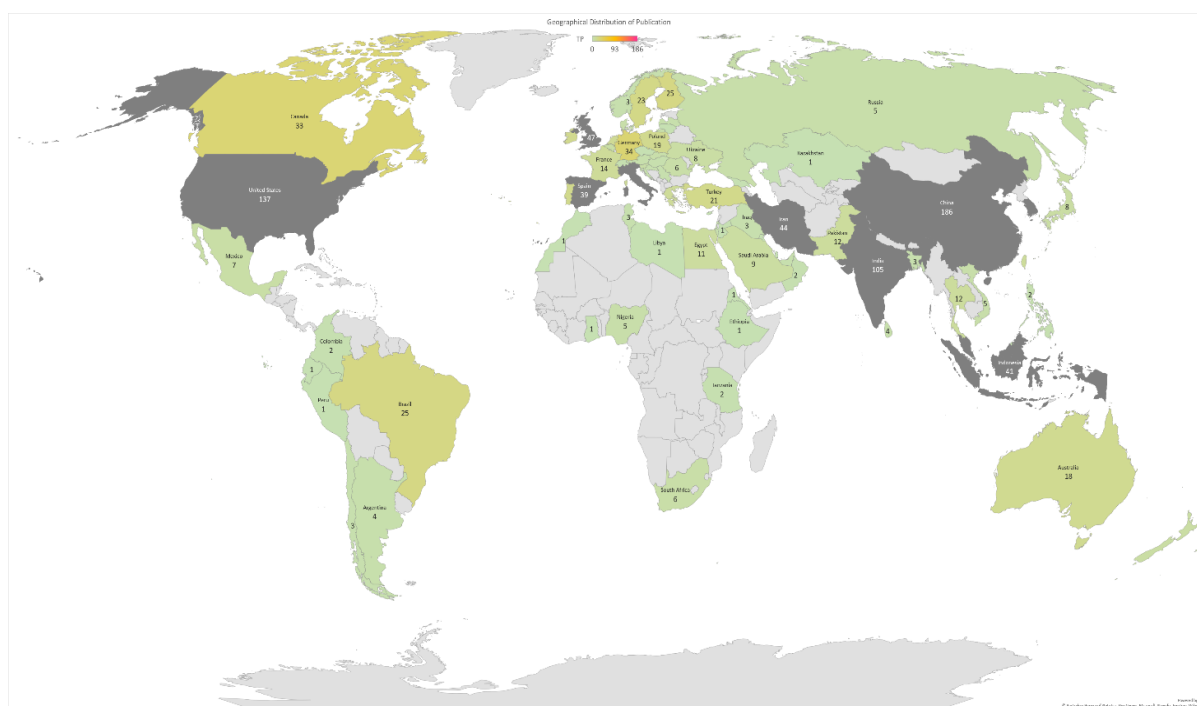 Geographical Distribution of Publication
TP
0 93 186
Canada
33
United States
137
Mexico
7
Colombia
2
1
Peru
1
Brazil
25
Argentina
4
3
3
23
25
47
Germany
34
Poland
19
Ukraine
8
France
14
6
Spain
39
Turkey
21
Russia
5
Kazakhstan
1
China
186
8
Iran
44
Iraq
3
1
Pakistan
12
India
105
3
4
12
5
2
Indonesia
41
Saudi Arabia
9
2
1
3
Libya
1
Egypt
11
1
Nigeria
5
1
Ethiopia
1
Tanzania
2
South Africa
6
Australia
18